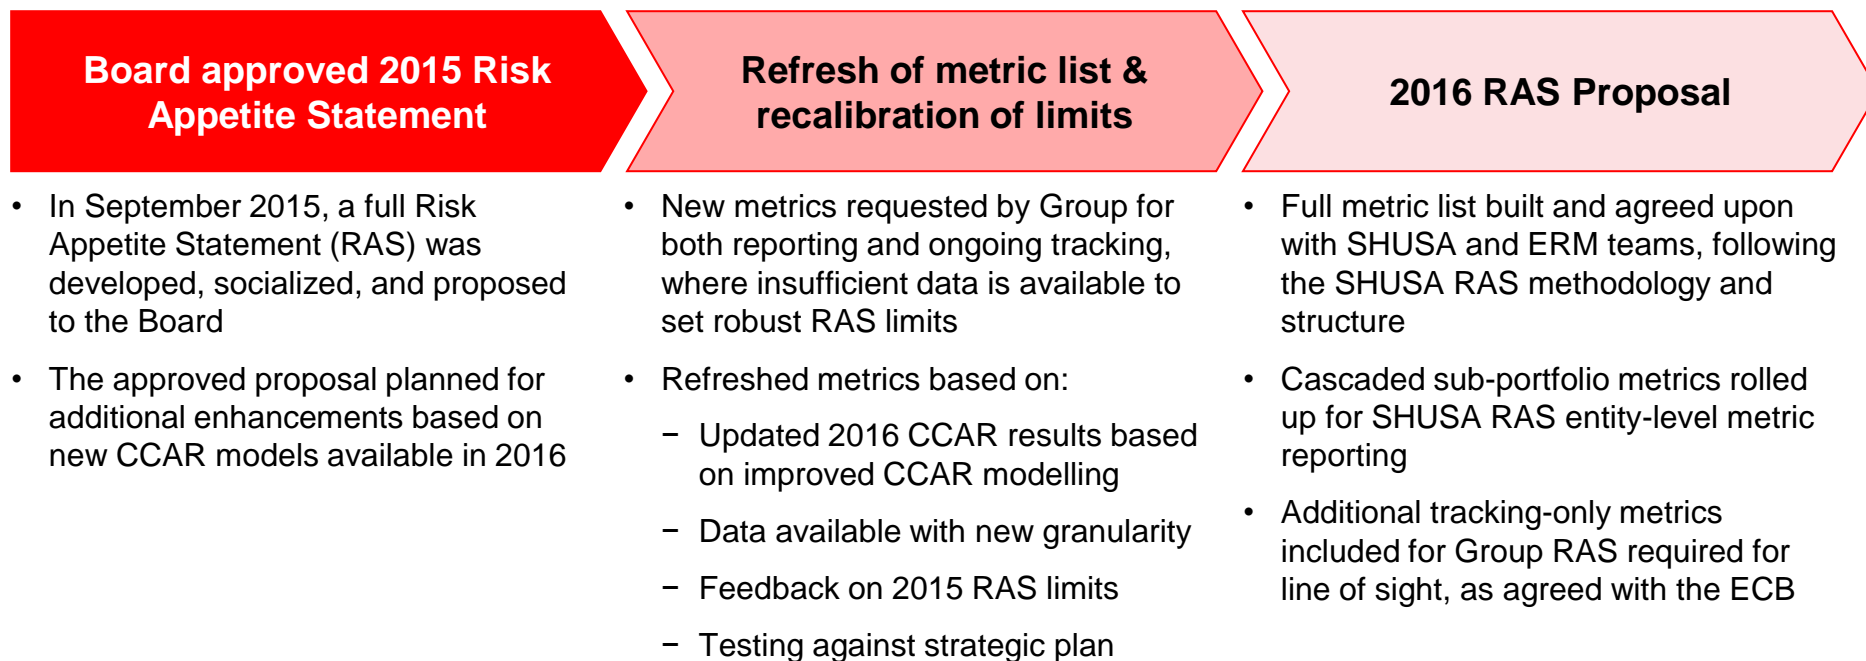 Board approved 2015 Risk
Appetite Statement
• In September 2015, a full Risk
Appetite Statement (RAS) was
developed, socialized, and proposed
to the Board
• The approved proposal planned for
additional enhancements based on
new CCAR models available in 2016
Refresh of metric list &
recalibration of limits
• New metrics requested by Group for
both reporting and ongoing tracking,
where insufficient data is available to
set robust RAS limits
• Refreshed metrics based on:
− Updated 2016 CCAR results based
on improved CCAR modelling
− Data available with new granularity
− Feedback on 2015 RAS limits
− Testing against strategic plan
2016 RAS Proposal
• Full metric list built and agreed upon
with SHUSA and ERM teams, following
the SHUSA RAS methodology and
structure
• Cascaded sub-portfolio metrics rolled
up for SHUSA RAS entity-level metric
reporting
• Additional tracking-only metrics
included for Group RAS required for
line of sight, as agreed with the ECB